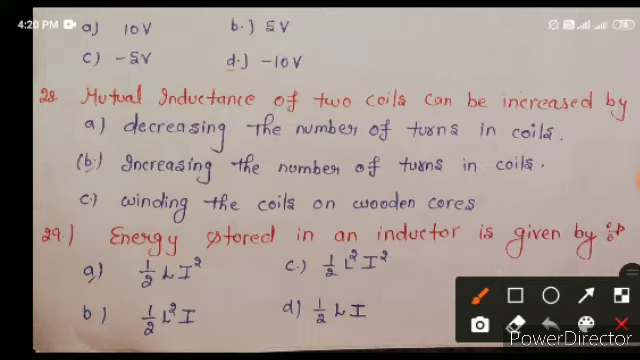 4:20 PM
78
a) 10V b.) 5V
c) -5V d.) -10V
28. Mutual Inductance of two coils can be increased by
a) decreasing the number of turns in coils.
(b.) Increasing the number of turns in coils.
c.) winding the coils on wooden cores
29.) Energy stored in an inductor is given by
a) 1/2 LI² c.) 1/2 L²I²
b) 1/2 L²I d) 1/2 LI
PowerDirector